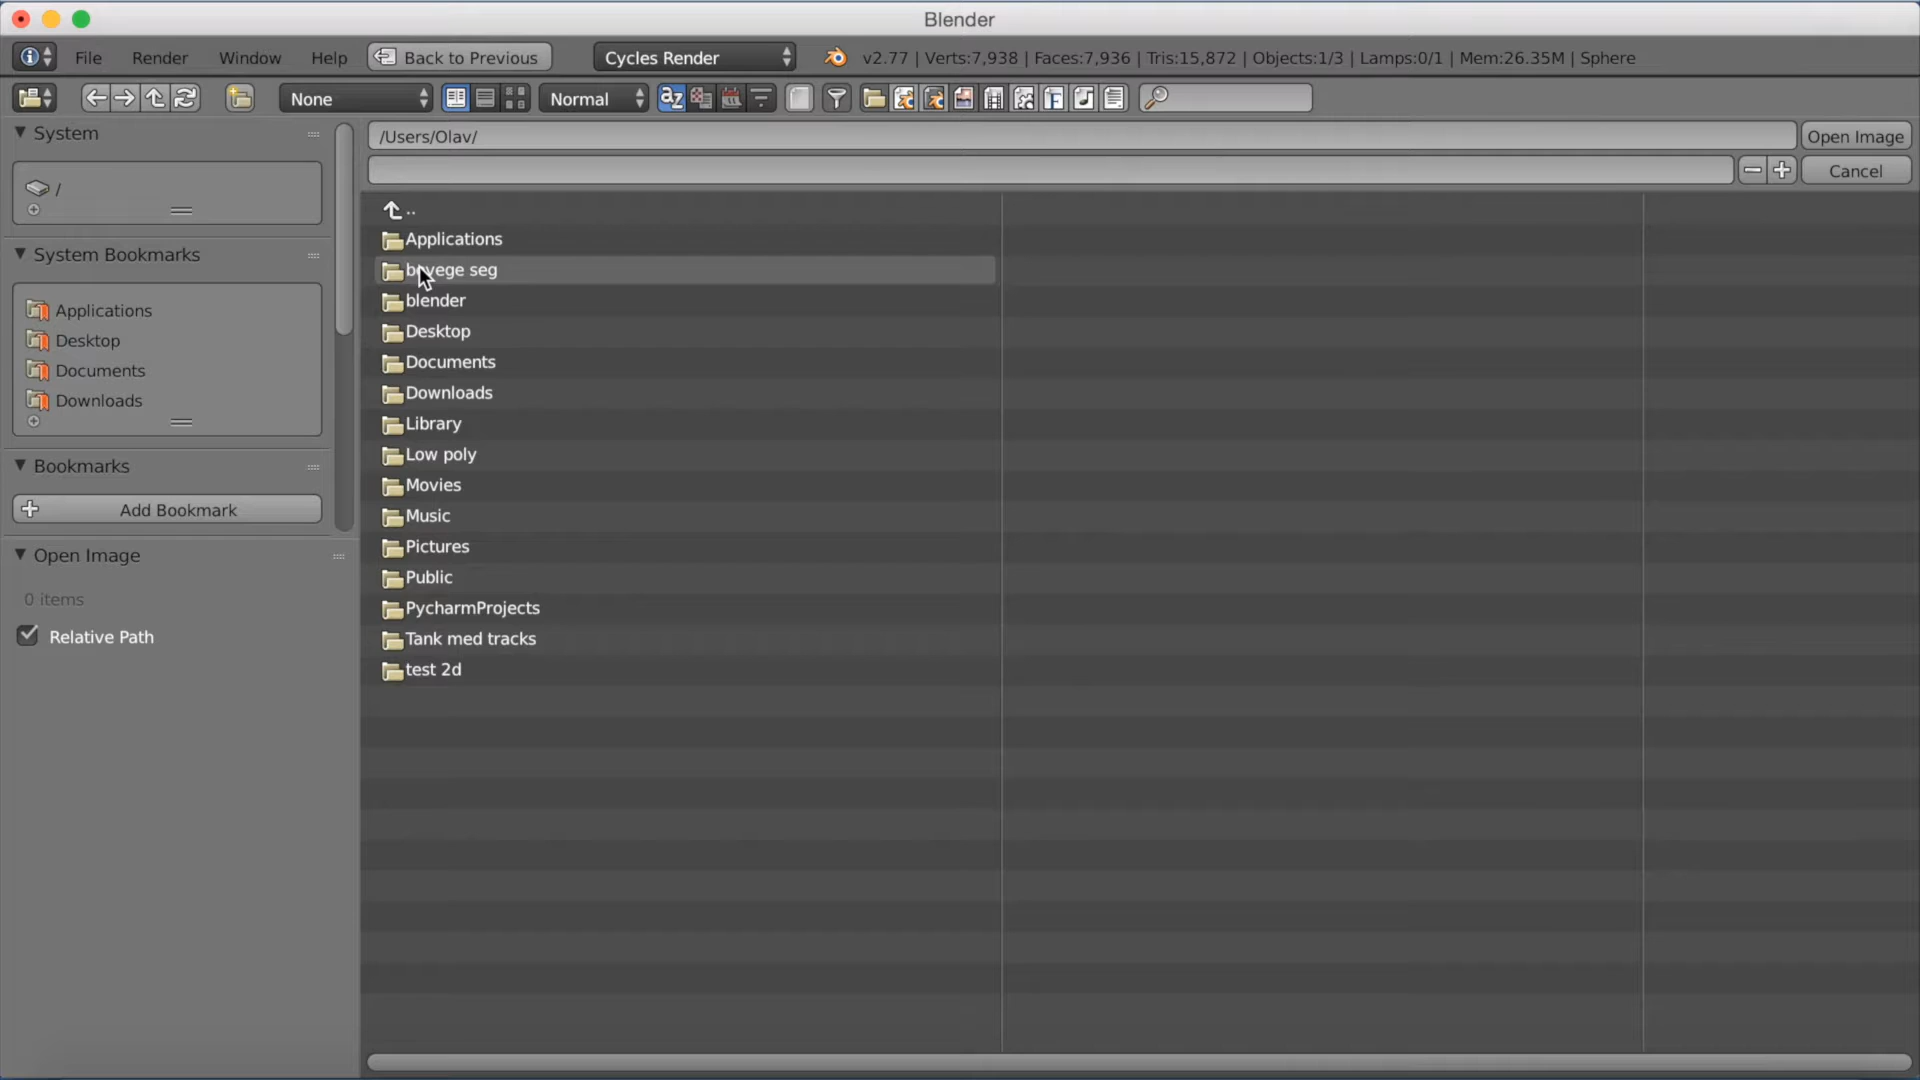 Blender
File Render Window Help Back to Previous Cycles Render v2.77 | Verts:7,938 | Faces:7,936 | Tris:15,872 | Objects:1/3 | Lamps:0/1 | Mem:26.35M | Sphere
None Normal
System
/Users/Olav/ Open Image
Cancel
/
..
System Bookmarks
Applications
Desktop
Documents
Downloads
Bookmarks
Add Bookmark
Open Image
0 items
Relative Path
Applications
seg
blender
Desktop
Documents
Downloads
Library
Low poly
Movies
Music
Pictures
Public
PycharmProjects
Tank med tracks
test 2d